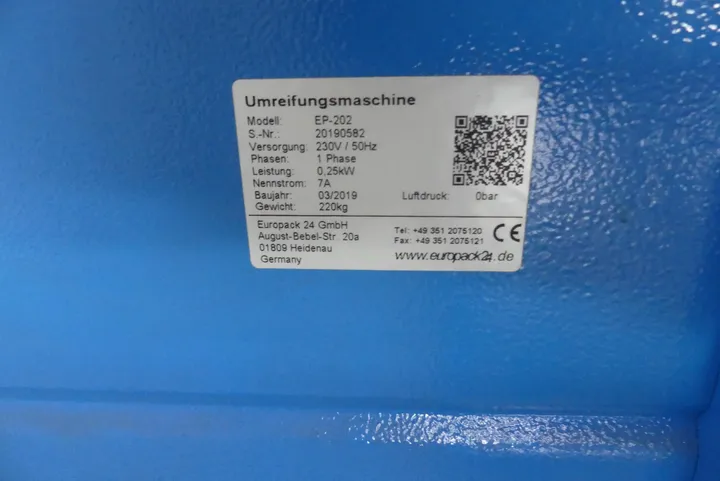 Umreifungsmaschine
Modell: EP-202
S.-Nr.: 20190582
Versorgung: 230V / 50Hz
Phasen: 1 Phase
Leistung: 0,25kW
Nennstrom: 7A
Baujahr: 03/2019 Luftdruck: 0bar
Gewicht: 220kg
Europack 24 GmbH
August-Bebel-Str. 20a
01809 Heidenau
Germany
Tel: +49 351 2075120
Fax: +49 351 2075121
www.europack24.de
CE